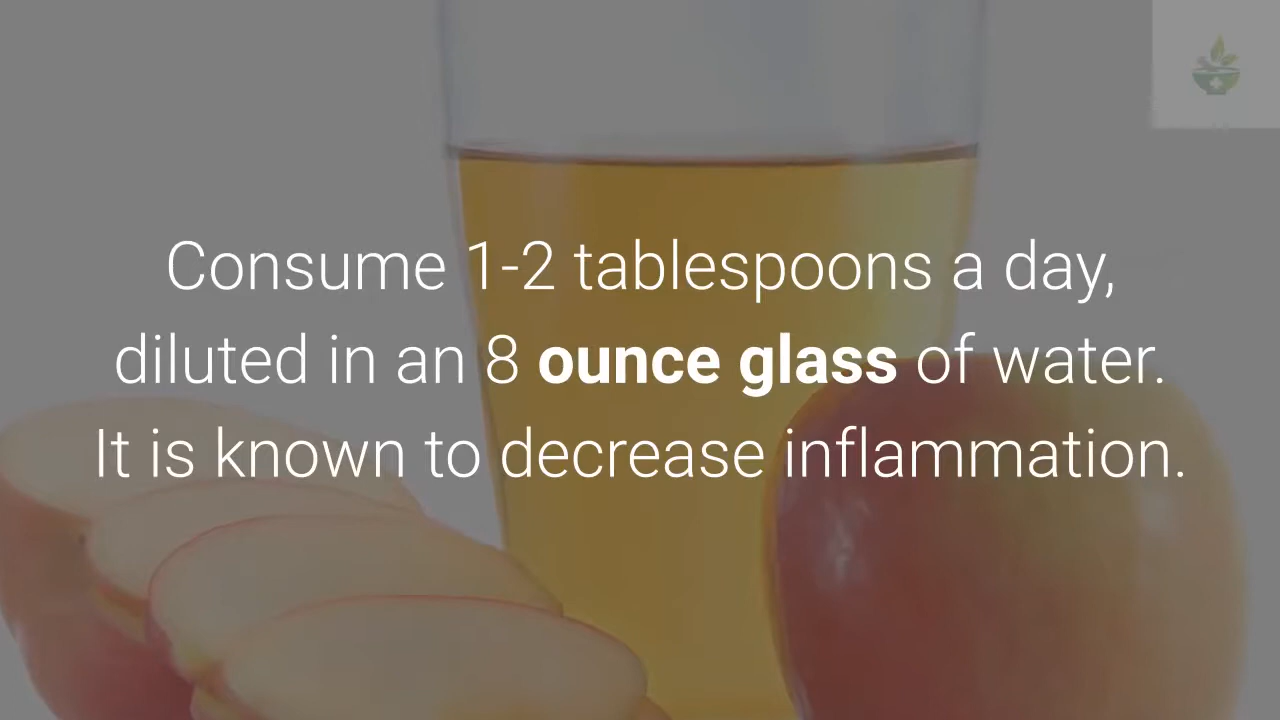 Consume 1-2 tablespoons a day,
diluted in an 8 ounce glass of water.
It is known to decrease inflammation.